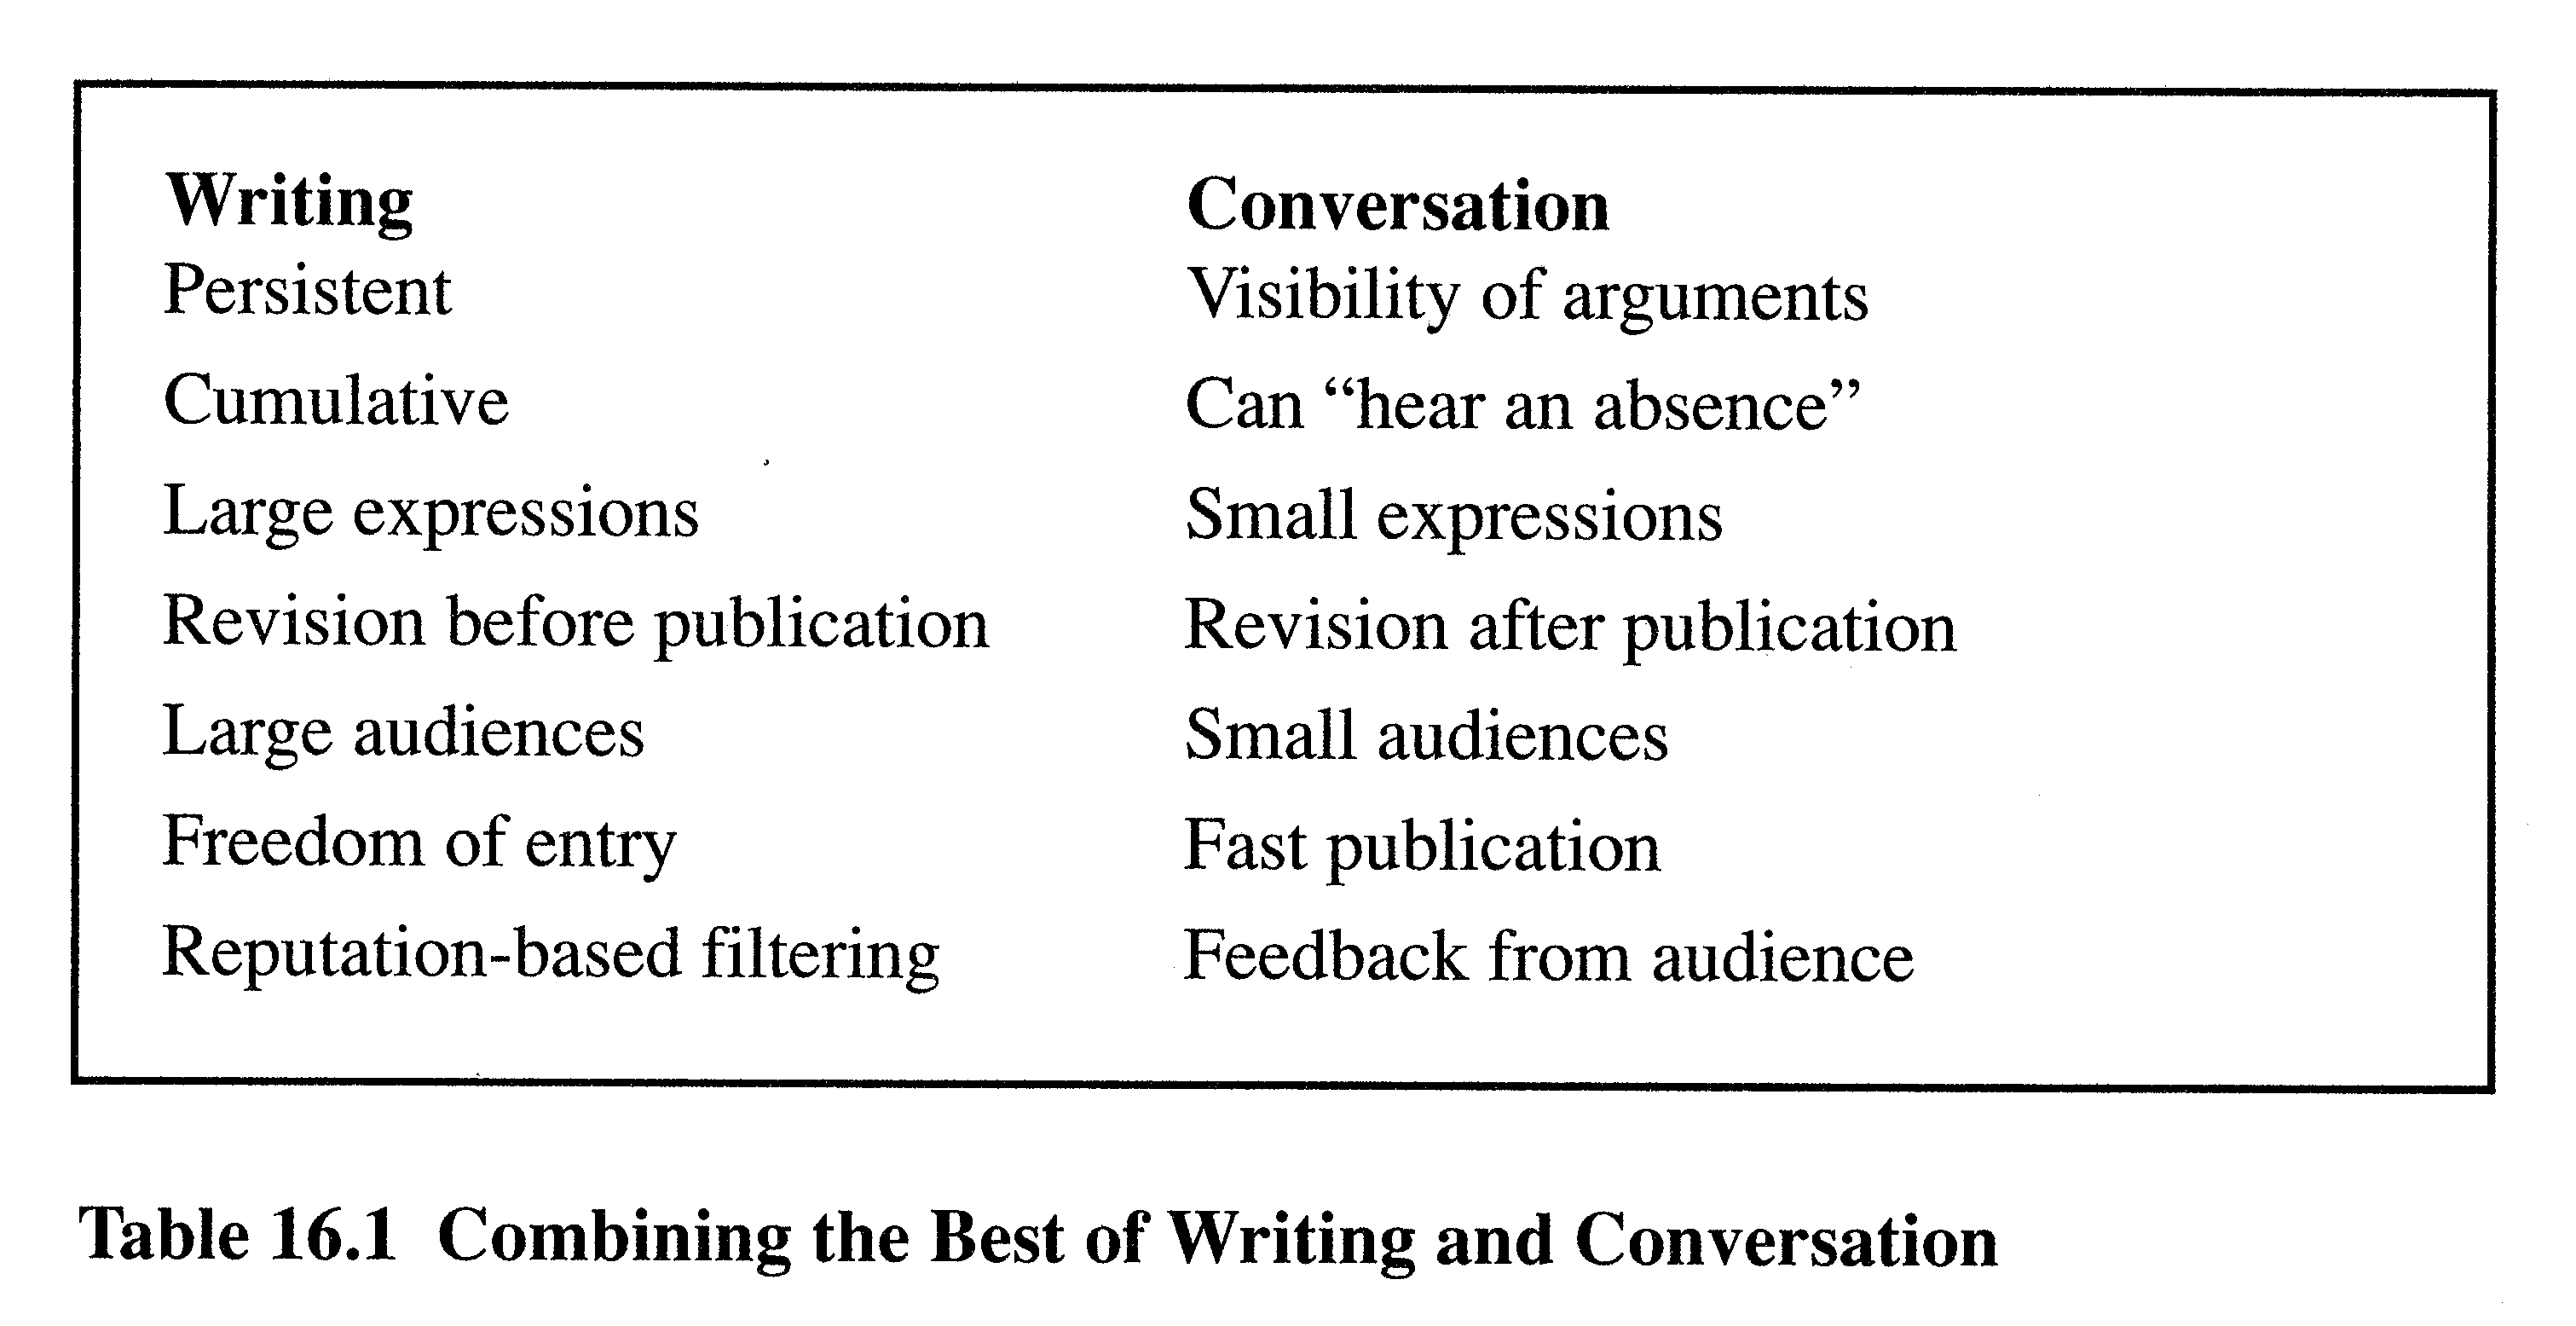 Writing Conversation
Persistent Visibility of arguments
Cumulative Can “hear an absence”
Large expressions Small expressions
Revision before publication Revision after publication
Large audiences Small audiences
Freedom of entry Fast publication
Reputation-based filtering Feedback from audience
Table 16.1 Combining the Best of Writing and Conversation